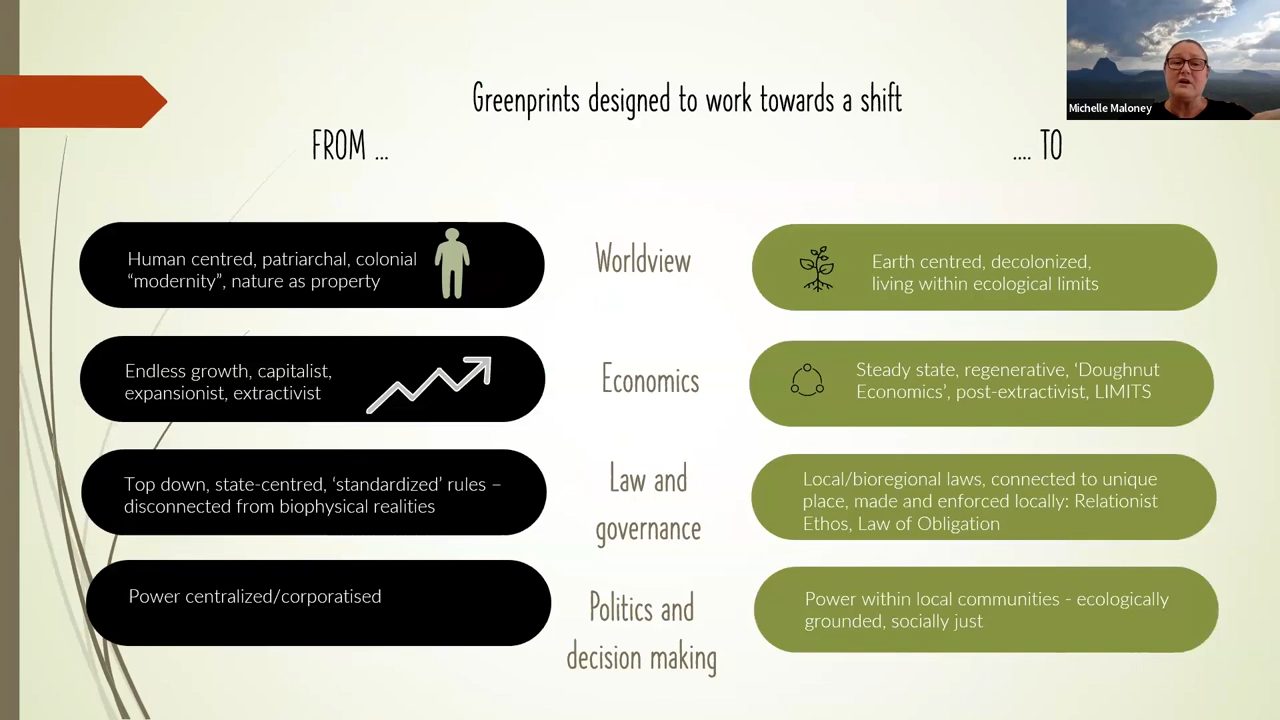 Greenprints designed to work towards a shift
FROM ...
.... TO
Michelle Maloney
Human centred, patriarchal, colonial
“modernity”, nature as property
Worldview
Earth centred, decolonized,
living within ecological limits
Endless growth, capitalist,
expansionist, extractivist
Economics
Steady state, regenerative, ‘Doughnut
Economics’, post-extractivist, LIMITS
Top down, state-centred, ‘standardized’ rules –
disconnected from biophysical realities
Law and
governance
Local/bioregional laws, connected to unique
place, made and enforced locally: Relationist
Ethos, Law of Obligation
Power centralized/corporatised
Politics and
decision making
Power within local communities - ecologically
grounded, socially just